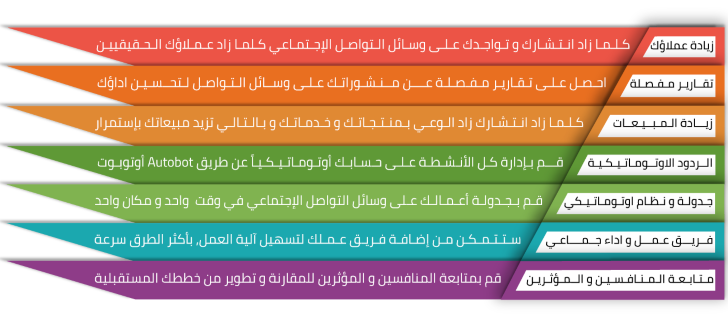 زيادة عملاؤك كلما زاد انتشارك و تواجدك على وسائل التواصل الإجتماعي كلما زاد عملاؤك الحقيقيين
تقارير مفصلة احصل على تقارير مفصلة عن منشوراتك على وسائل التواصل لتحسين اداؤك
زيادة المبيعات كلما زاد انتشارك زاد الوعي بمنتجاتك و خدماتك و بالتالي تزيد مبيعاتك بإستمرار
الردود الاوتوماتيكية قم بإدارة كل الأنشطة على حسابك أوتوماتيكياً عن طريق Autobot أوتوبوت
جدولة و نظام اوتوماتيكي قم بجدولة أعمالك على وسائل التواصل الإجتماعي في وقت واحد و مكان واحد
فريق عمل و اداء جماعي ستتمكن من إضافة فريق عملك لتسهيل آلية العمل, بأكثر الطرق سرعة
متابعة المنافسين و المؤثرين قم بمتابعة المنافسين و المؤثرين للمقارنة و تطوير من خططك المستقبلية